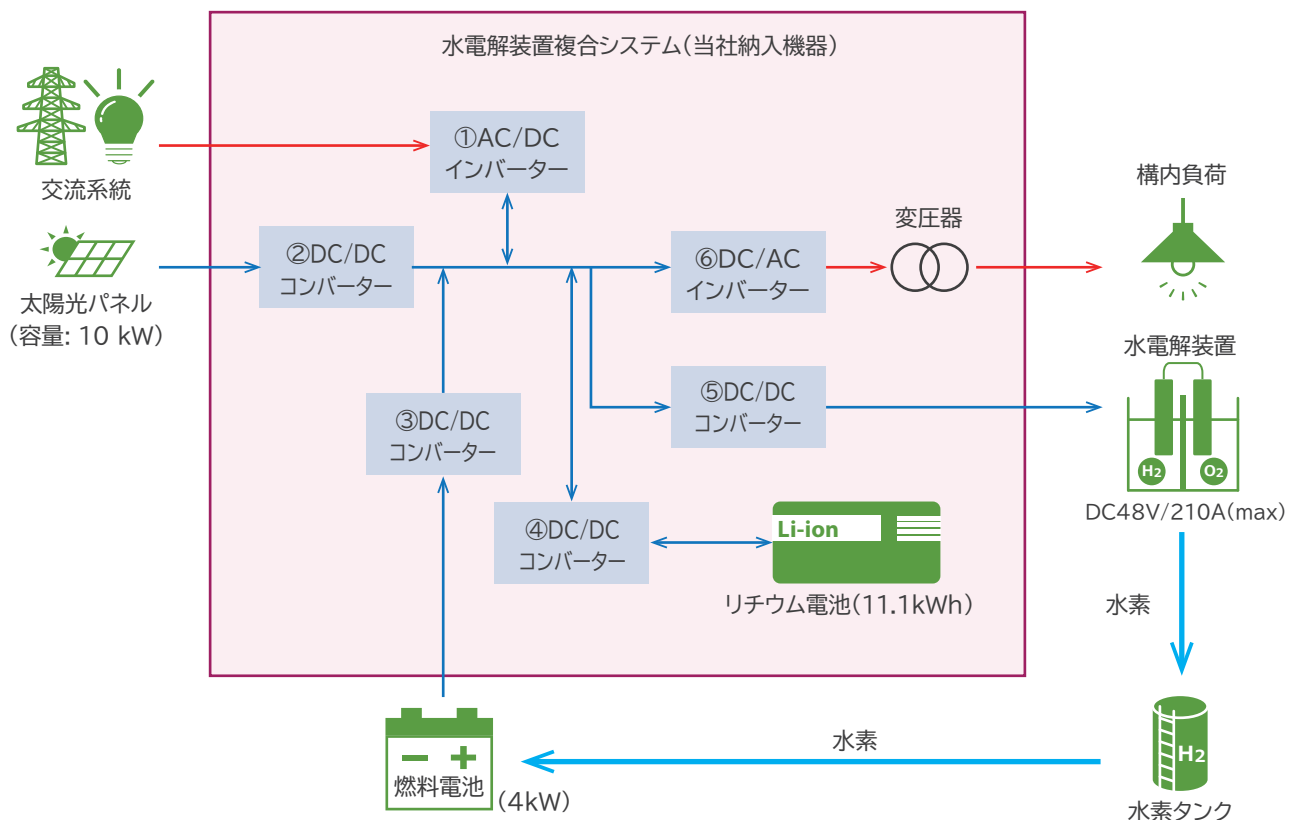 水電解装置複合システム(当社納入機器)
交流系統
①AC/DC
インバーター
構内負荷
太陽光パネル
(容量: 10 kW)
②DC/DC
コンバーター
⑥DC/AC
インバーター
変圧器
水電解装置
H2
O2
DC48V/210A(max)
③DC/DC
コンバーター
⑤DC/DC
コンバーター
④DC/DC
コンバーター
Li-ion
リチウム電池(11.1kWh)
水素
燃料電池
(4kW)
水素
H2
水素タンク